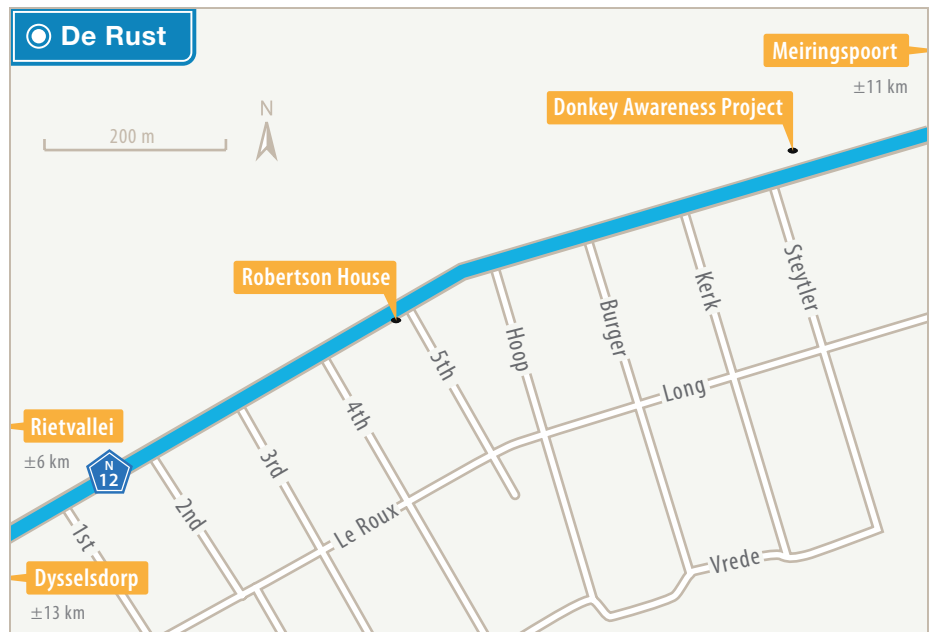 De Rust
Meiringspoort
±11 km
Donkey Awareness Project
N
200 m
Robertson House
Steytler
Kerk
Burger
Hoop
5th
Long
4th
Rietvallei
±6 km
N
12
3rd
2nd
Le Roux
1st
Vrede
Dysselsdorp
±13 km